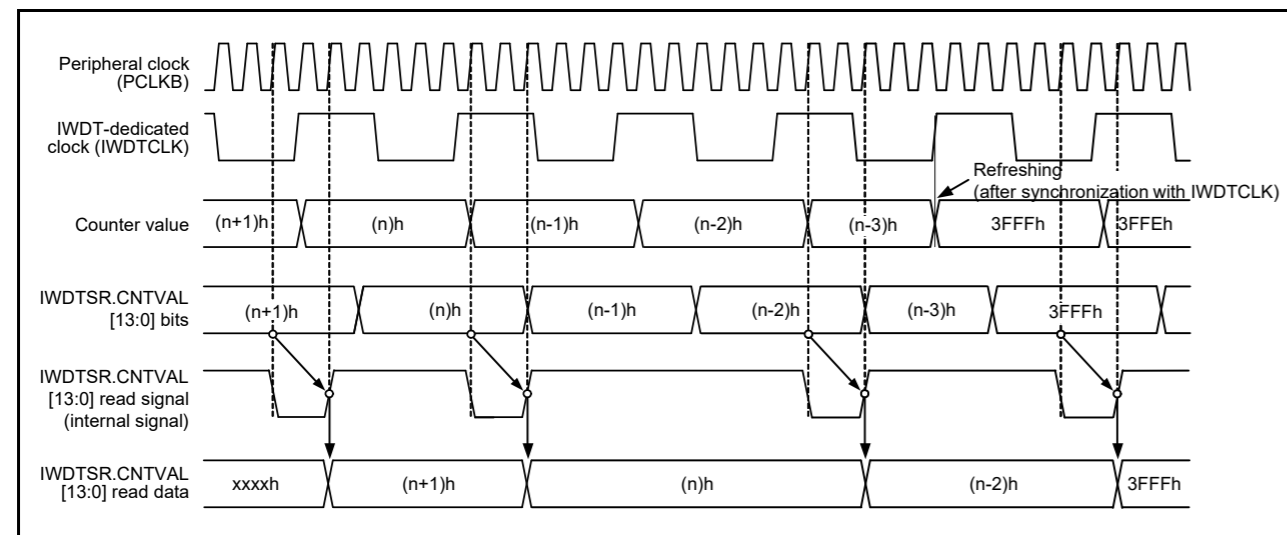 Peripheral clock
(PCLKB)
IWDT-dedicated
clock (IWDTCLK)
Refreshing
(after synchronization with IWDTCLK)
Counter value
(n+1)h (n)h (n-1)h (n-2)h (n-3)h 3FFFh 3FFEh
IWDTSR.CNTVAL
[13:0] bits
(n+1)h (n)h (n-1)h (n-2)h (n-3)h 3FFFh
IWDTSR.CNTVAL
[13:0] read signal
(internal signal)
IWDTSR.CNTVAL
[13:0] read data
xxxxh (n+1)h (n)h (n-2)h 3FFFh